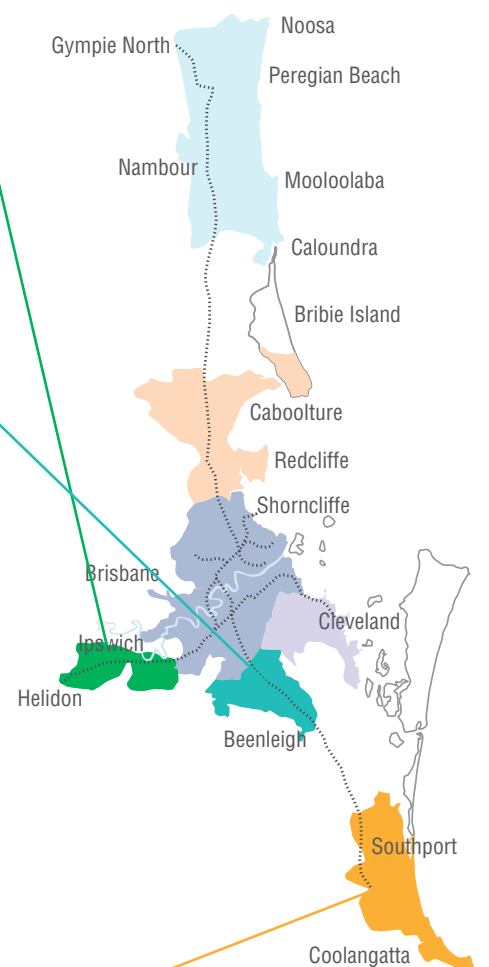 Noosa
Gympie North
Peregian Beach
Nambour
Mooloolaba
Caloundra
Bribie Island
Caboolture
Redcliffe
Shorncliffe
Brisbane
Cleveland
Ipswich
Helidon
Beenleigh
Southport
Coolangatta